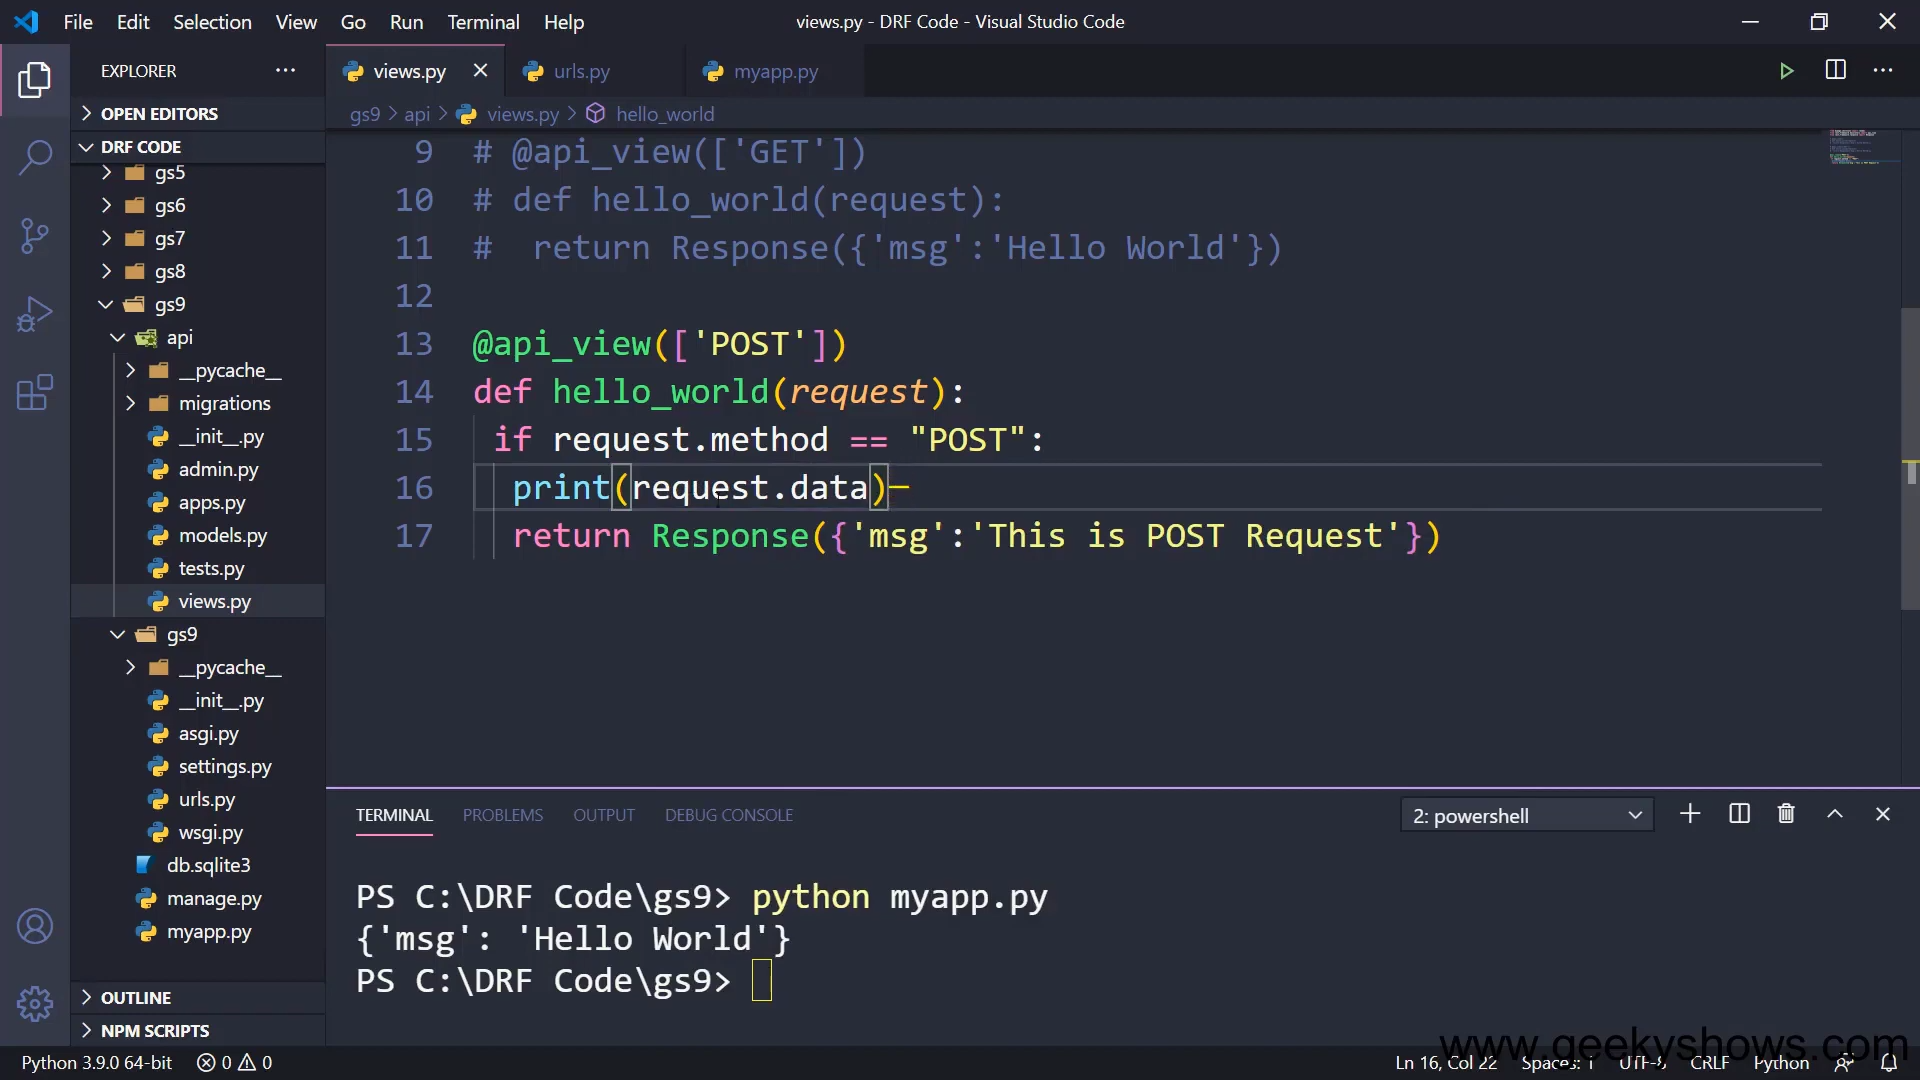 File Edit Selection View Go Run Terminal Help
views.py - DRF Code - Visual Studio Code
EXPLORER
OPEN EDITORS
DRF CODE
gs5
gs6
gs7
gs8
gs9
api
__pycache__
migrations
__init__.py
admin.py
apps.py
models.py
tests.py
views.py
gs9
__pycache__
__init__.py
asgi.py
settings.py
urls.py
wsgi.py
db.sqlite3
manage.py
myapp.py
OUTLINE
NPM SCRIPTS
views.py urls.py myapp.py
gs9 > api > views.py > hello_world
9 # @api_view(['GET'])
10 # def hello_world(request):
11 #  return Response({'msg':'Hello World'})
12
13 @api_view(['POST'])
14 def hello_world(request):
15  if request.method == "POST":
16   print(request.data)
17   return Response({'msg':'This is POST Request'})
TERMINAL PROBLEMS OUTPUT DEBUG CONSOLE
2: powershell
PS C:\DRF Code\gs9> python myapp.py
{'msg': 'Hello World'}
PS C:\DRF Code\gs9>
www.geekyshows.com
Python 3.9.0 64-bit 0 0
Ln 16, Col 22 Spaces: 1 UTF-8 CRLF Python